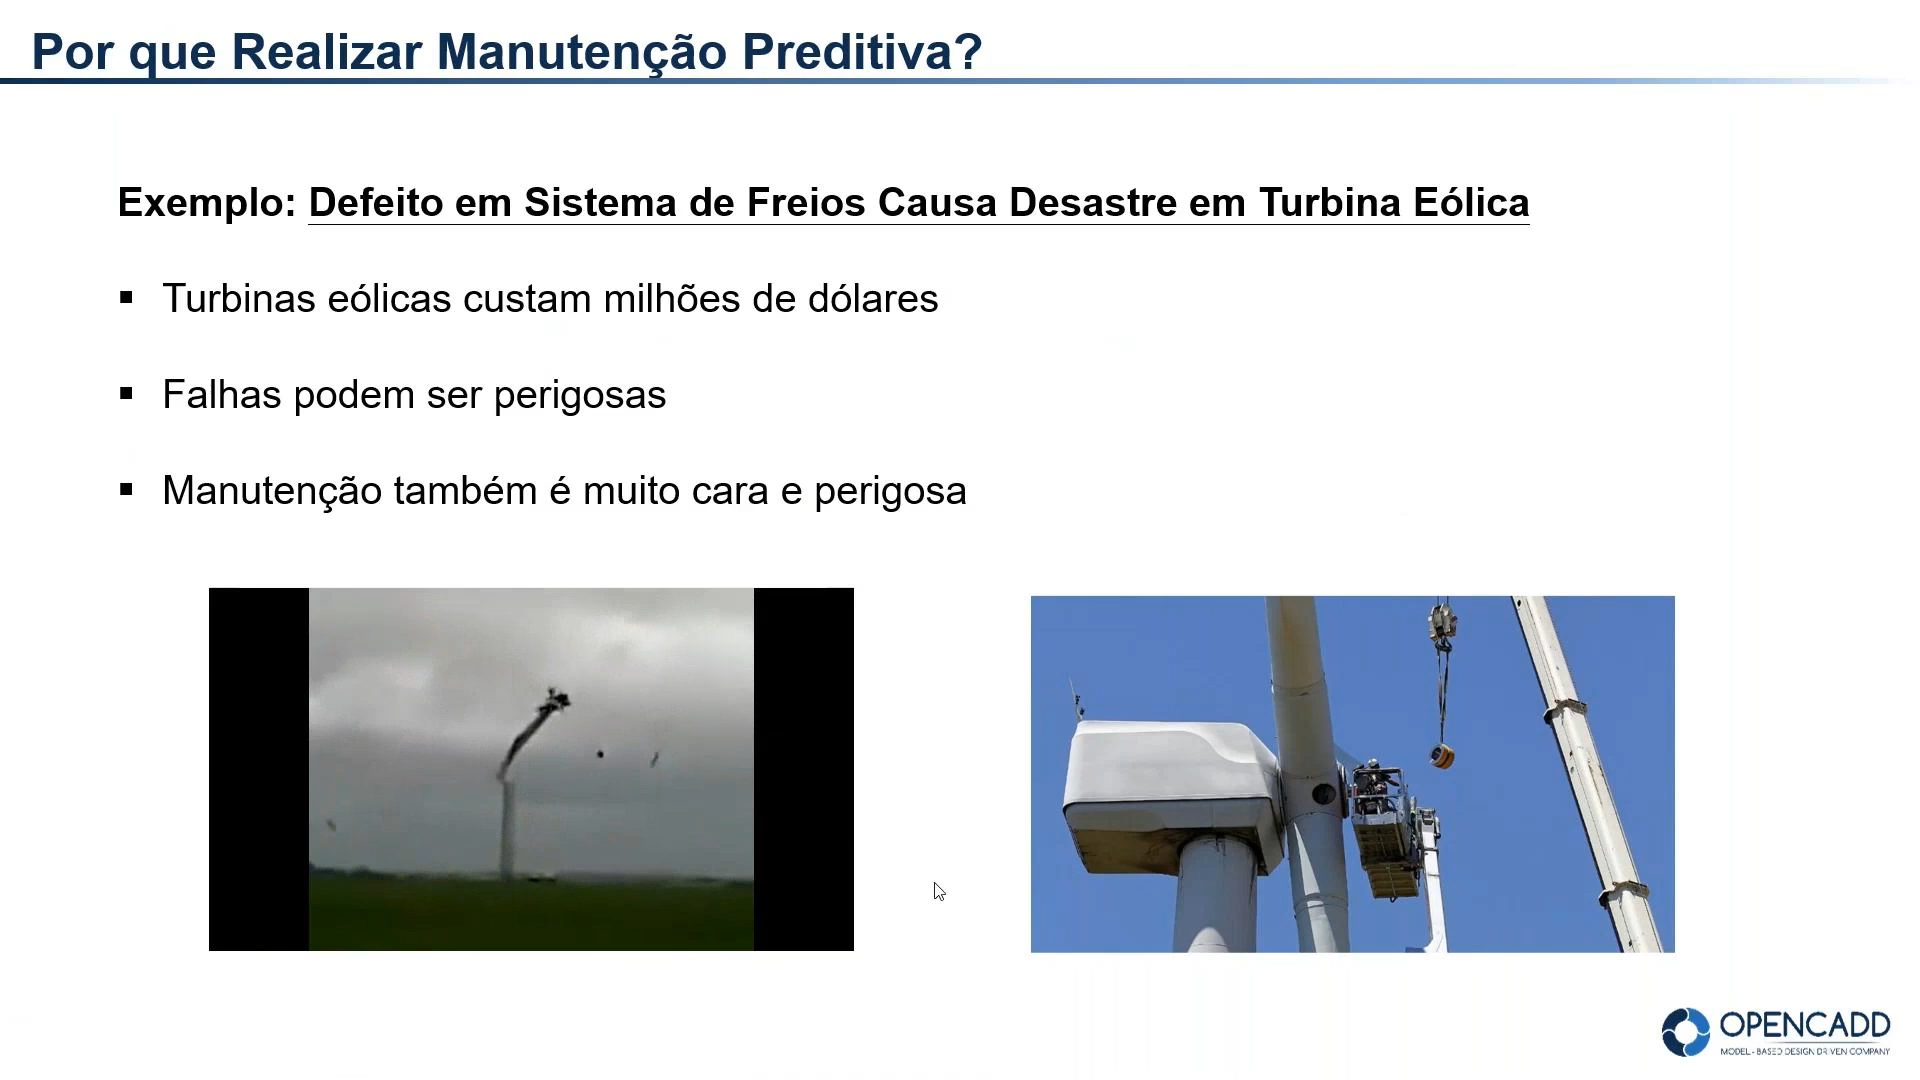 Por que Realizar Manutenção Preditiva?
Exemplo: Defeito em Sistema de Freios Causa Desastre em Turbina Eólica
▪ Turbinas eólicas custam milhões de dólares
▪ Falhas podem ser perigosas
▪ Manutenção também é muito cara e perigosa
OPENCADD
MODEL-BASED DESIGN DRIVEN COMPANY